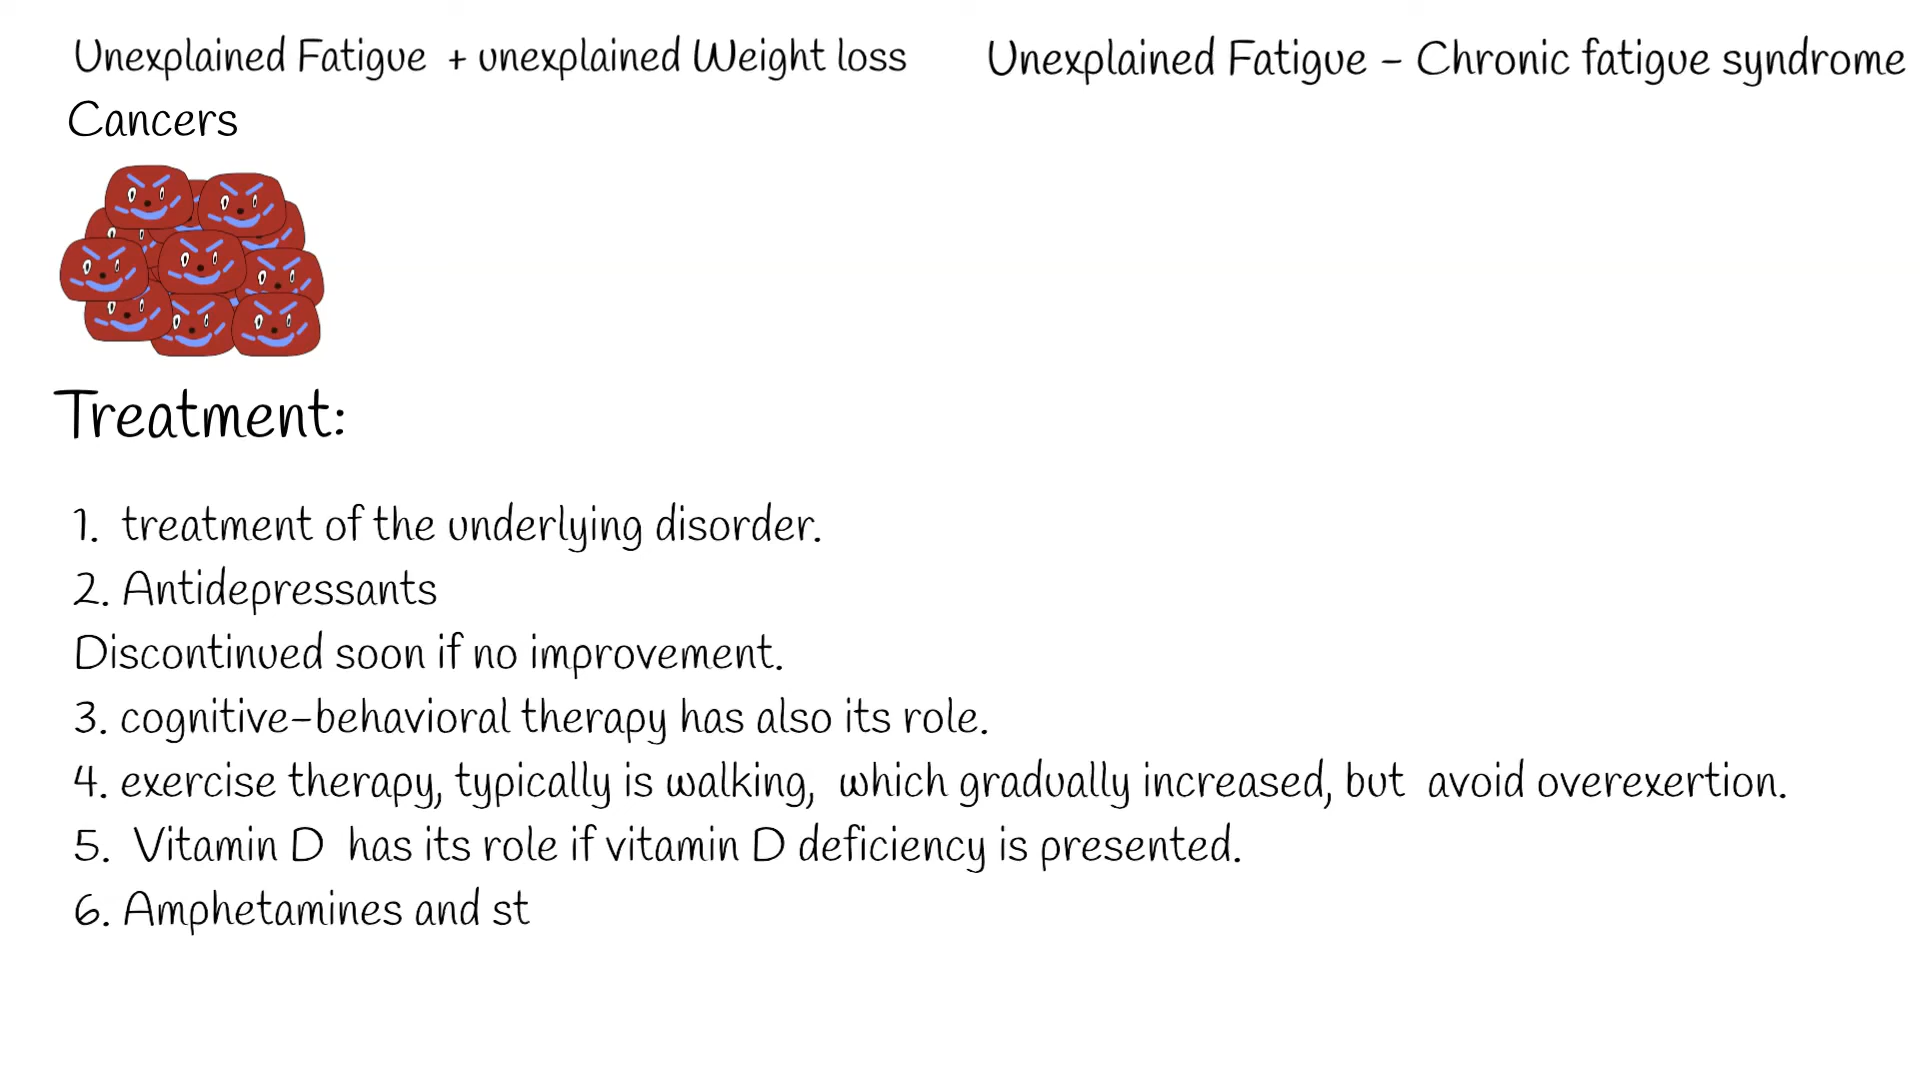 Unexplained Fatigue + unexplained Weight loss
Unexplained Fatigue - Chronic fatigue syndrome
Cancers
Treatment:
1. treatment of the underlying disorder.
2. Antidepressants
Discontinued soon if no improvement.
3. cognitive-behavioral therapy has also its role.
4. exercise therapy, typically is walking, which gradually increased, but avoid overexertion.
5. Vitamin D has its role if vitamin D deficiency is presented.
6. Amphetamines and st